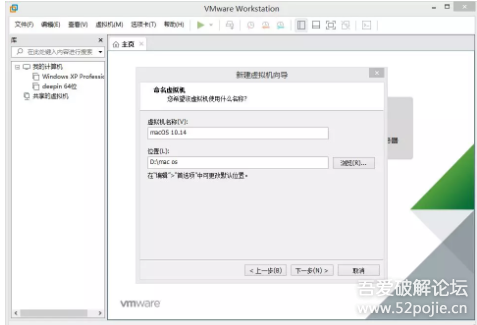 VMware Workstation
文件(F) 编辑(E) 查看(V) 虚拟机(M) 选项卡(T) 帮助(H)
库
在此处键入内容进行搜索
主页
我的计算机
Windows XP Professio
deepin 64位
共享的虚拟机
新建虚拟机向导
命名虚拟机
您希望该虚拟机使用什么名称?
虚拟机名称(V):
macOS 10.14
位置(L):
D:\mac os
浏览(R)...
在"编辑">"首选项"中可更改默认位置。
< 上一步(B) 下一步(N) > 取消
vmware
吾爱破解论坛
www.52pojie.cn